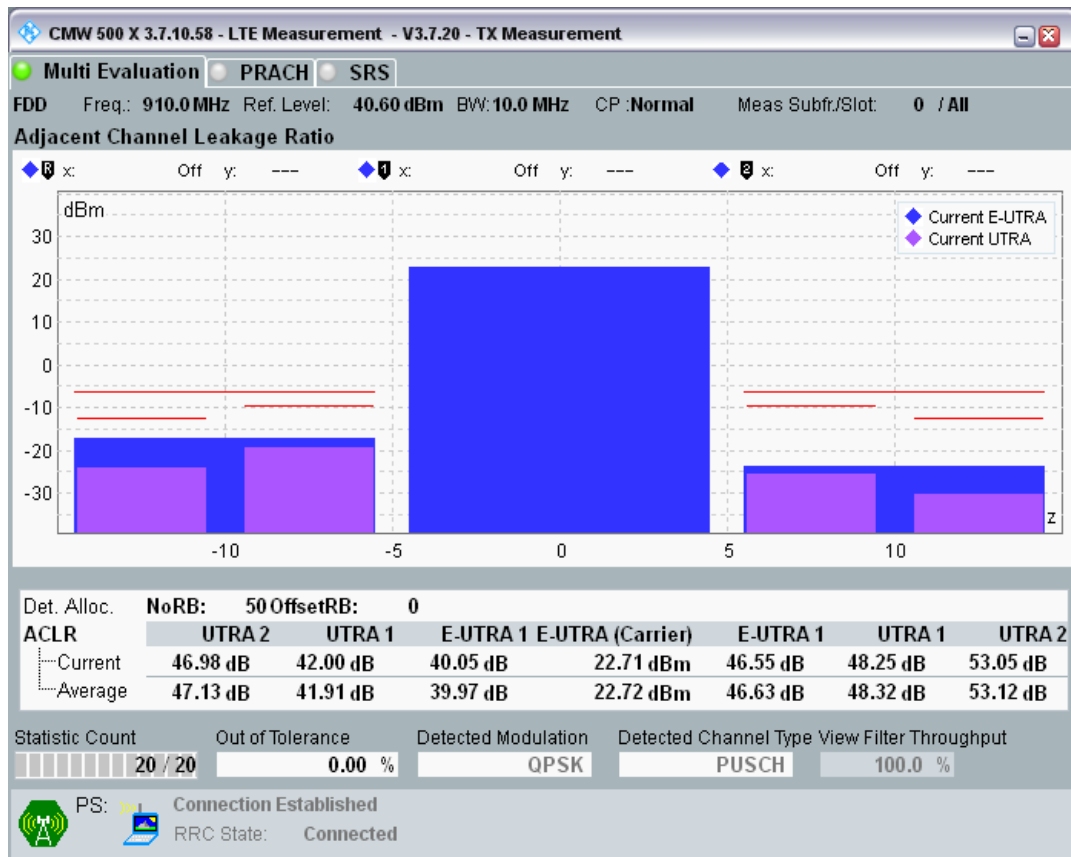 CMW 500 X 3.7.10.58 - LTE Measurement - V3.7.20 - TX Measurement
Multi Evaluation PRACH SRS
FDD Freq.: 910.0 MHz Ref. Level: 40.60 dBm BW: 10.0 MHz CP :Normal Meas Subfr./Slot: 0 / All
Adjacent Channel Leakage Ratio
R x: Off y: --- 1 x: Off y: --- 2 x: Off y: ---
dBm
Current E-UTRA
Current UTRA
30
20
10
0
-10
-20
-30
z
-10 -5 0 5 10
Det. Alloc. NoRB: 50 OffsetRB: 0
ACLR UTRA 2 UTRA 1 E-UTRA 1 E-UTRA (Carrier) E-UTRA 1 UTRA 1 UTRA 2
Current 46.98 dB 42.00 dB 40.05 dB 22.71 dBm 46.55 dB 48.25 dB 53.05 dB
Average 47.13 dB 41.91 dB 39.97 dB 22.72 dBm 46.63 dB 48.32 dB 53.12 dB
Statistic Count Out of Tolerance Detected Modulation Detected Channel Type View Filter Throughput
20 / 20 0.00 % QPSK PUSCH 100.0 %
PS: Connection Established
RRC State: Connected